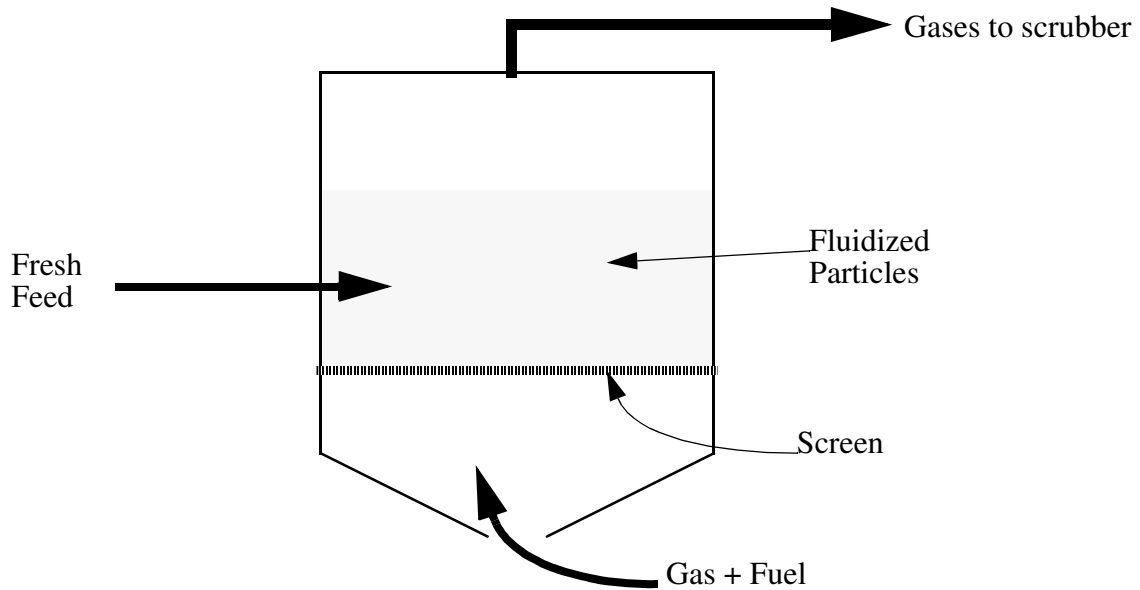 Gases to scrubber
Fluidized
Particles
Fresh
Feed
Screen
Gas + Fuel